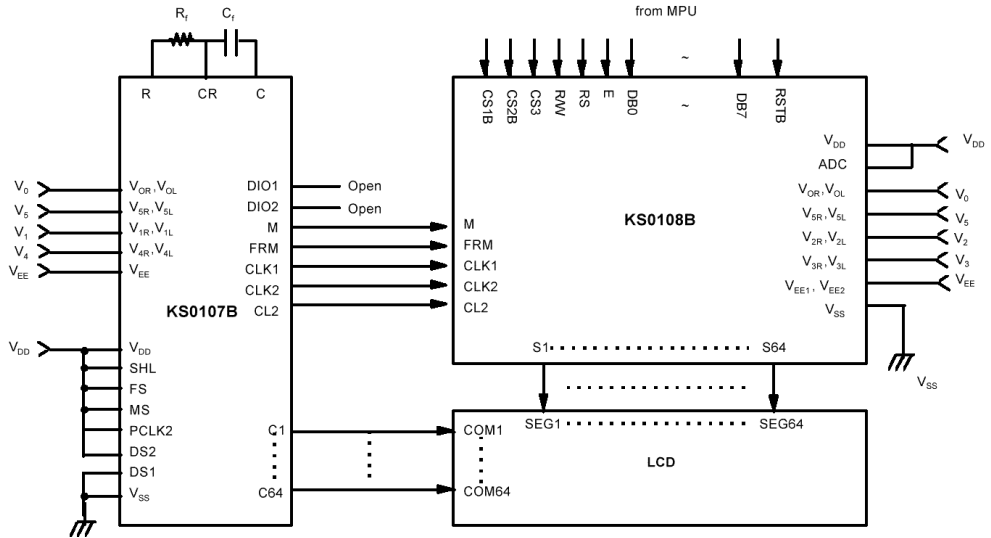 Rf Cf
R CR C
from MPU
CS1B CS2B CS3 R/W RS E DB0 ~ ~ DB7 RSTB
KS0107B
V0 VOR, VOL
V5 V5R, V5L
V1 V1R, V1L
V4 V4R, V4L
VEE VEE
VDD VDD
SHL
FS
MS
PCLK2
DS2
DS1
VSS
DIO1 Open
DIO2 Open
M
FRM
CLK1
CLK2
CL2
C1
C64
KS0108B
M
FRM
CLK1
CLK2
CL2
VDD VDD
ADC
VOR, VOL V0
V5R, V5L V5
V2R, V2L V2
V3R, V3L V3
VEE1, VEE2 VEE
VSS
VSS
S1 S64
SEG1 SEG64
COM1
LCD
COM64